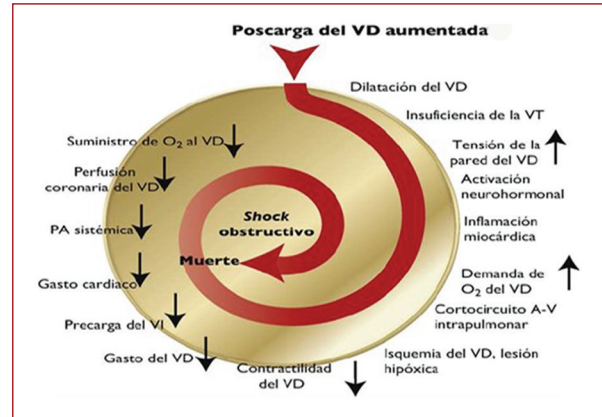 Poscarga del VD aumentada
Dilatación del VD
Insuficiencia de la VT
Tensión de la
pared del VD
Activación
neurohormonal
Inflamación
miocárdica
Demanda de
O₂ del VD
Cortocircuito A-V
intrapulmonar
Isquemia del VD, lesión
hipóxica
Contractilidad
del VD
Gasto del VD
Precarga del VI
Gasto cardiaco
PA sistémica
Perfusión
coronaria del VD
Suministro de O₂ al VD
Shock
obstructivo
Muerte